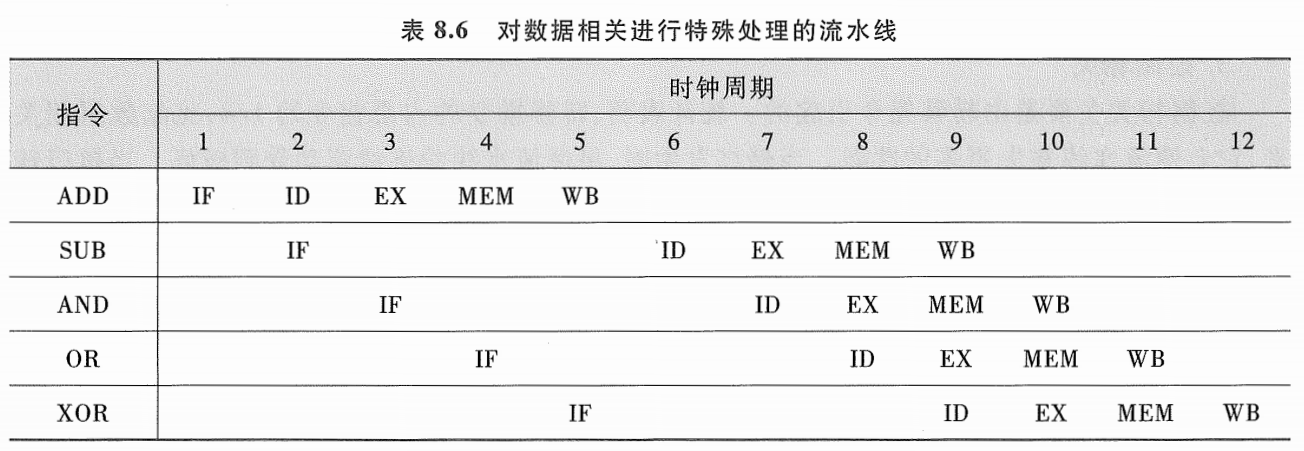 表 8.6 对数据相关进行特殊处理的流水线
指令 时钟周期
1 2 3 4 5 6 7 8 9 10 11 12
ADD IF ID EX MEM WB
SUB IF ID EX MEM WB
AND IF ID EX MEM WB
OR IF ID EX MEM WB
XOR IF ID EX MEM WB